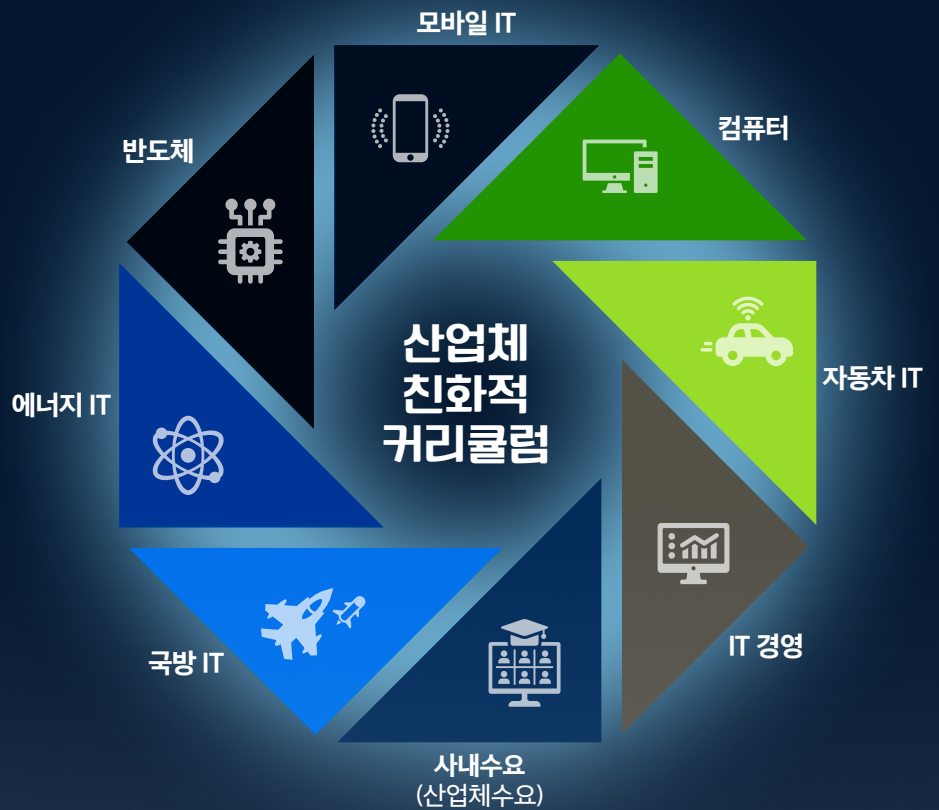 모바일 IT
컴퓨터
반도체
산업체
친화적
커리큘럼
자동차 IT
에너지 IT
IT 경영
국방 IT
사내수요
(산업체수요)